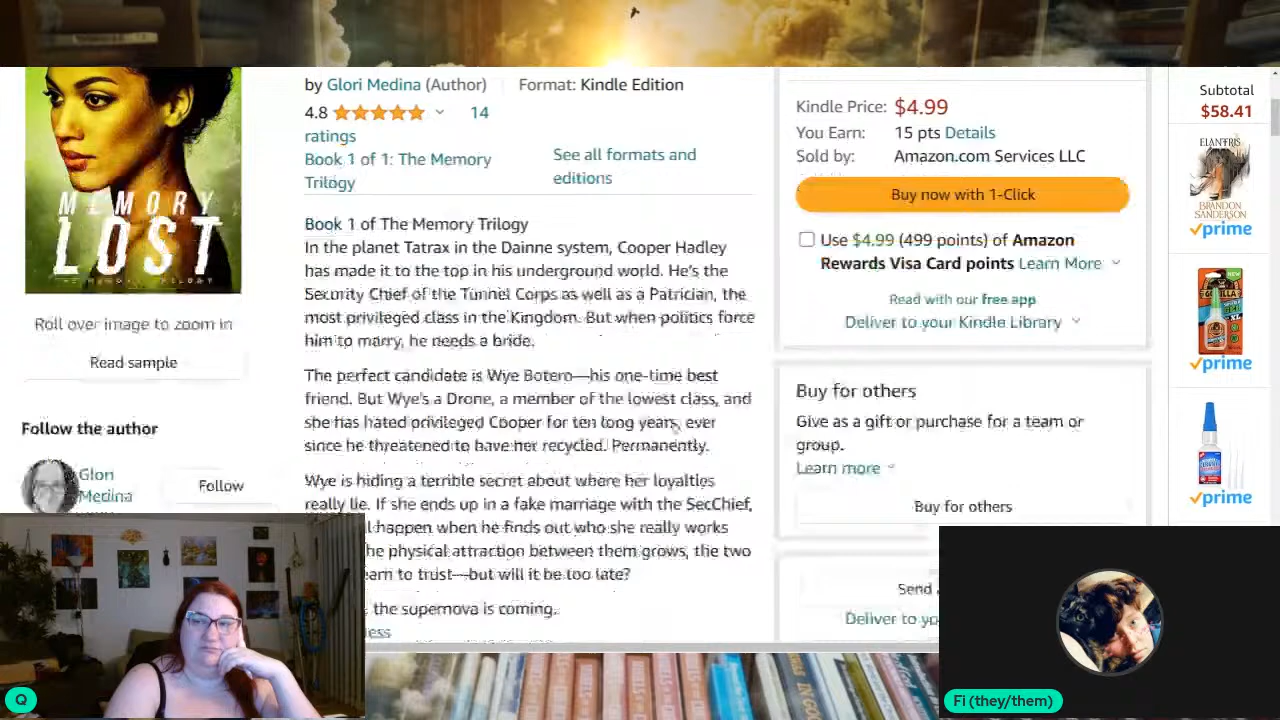 by Glori Medina (Author)
Format: Kindle Edition
4.8
14
ratings
Book 1 of 1: The Memory
Trilogy
See all formats and
editions
MEMORY
LOST
THE MEMORY TRILOGY
Roll over image to zoom in
Read sample
Follow the author
Glori
Medina
Follow
Book 1 of The Memory Trilogy
In the planet Tatrax in the Dainne system, Cooper Hadley
has made it to the top in his underground world. He's the
Security Chief of the Tunnel Corps as well as a Patrician, the
most privileged class in the Kingdom. But when politics force
him to marry, he needs a bride.
The perfect candidate is Wye Botero—his one-time best
friend. But Wye's a Drone, a member of the lowest class, and
she has hated privileged Cooper for ten long years, ever
since he threatened to have her recycled. Permanently.
Wye is hiding a terrible secret about where her loyalties
really lie. If she ends up in a fake marriage with the SecChief,
happen when he finds out who she really works
he physical attraction between them grows, the two
to trust—but will it be too late?
the supernova is coming.
Kindle Price: $4.99
You Earn: 15 pts Details
Sold by: Amazon.com Services LLC
Buy now with 1-Click
Use $4.99 (499 points) of Amazon
Rewards Visa Card points Learn More
Read with our free app
Deliver to your Kindle Library
Buy for others
Give as a gift or purchase for a team or
group.
Learn more
Buy for others
Send
Deliver to yo
Subtotal
$58.41
ELANTRIS
BRANDON
SANDERSON
prime
GORILLA
prime
prime
Q
Fi (they/them)